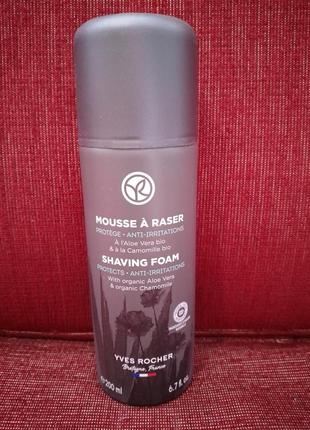 MOUSSE À RASER
PROTÈGE • ANTI-IRRITATIONS
À l'Aloe Vera bio
& à la Camomille bio
SHAVING FOAM
PROTECTS • ANTI-IRRITATIONS
With organic Aloe Vera
& organic Chamomile
YVES ROCHER
Bretagne, France
℮ 200 ml
6.7 fl. oz